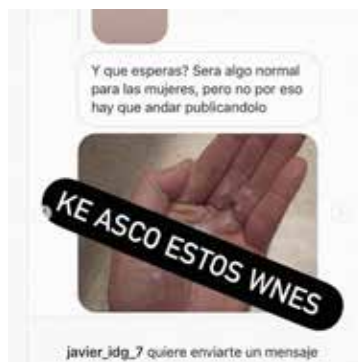 Y que esperas? Sera algo normal
para las mujeres, pero no por eso
hay que andar publicandolo
KE ASCO ESTOS WNES
javier_idg_7 quiere enviarte un mensaje